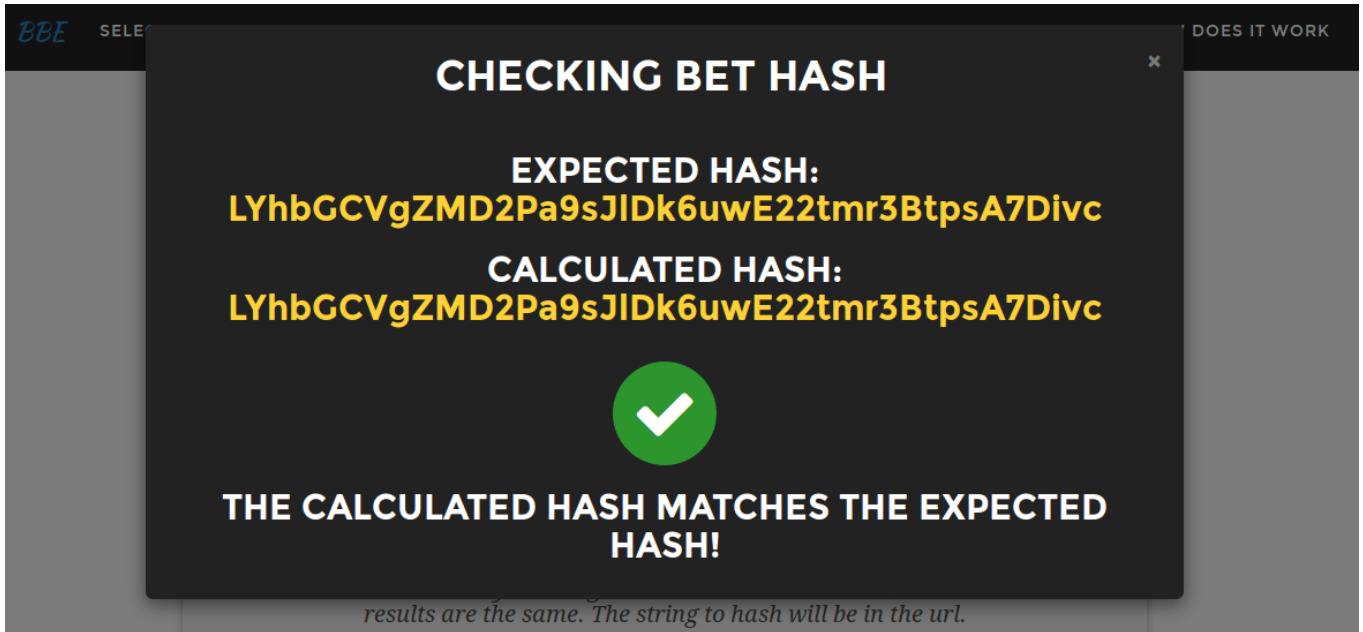 BBE
SELE
DOES IT WORK
×
CHECKING BET HASH
EXPECTED HASH:
LYhbGCVgZMD2Pa9sJlDk6uwE22tmr3BtpsA7Divc
CALCULATED HASH:
LYhbGCVgZMD2Pa9sJlDk6uwE22tmr3BtpsA7Divc
THE CALCULATED HASH MATCHES THE EXPECTED
HASH!
results are the same. The string to hash will be in the url.